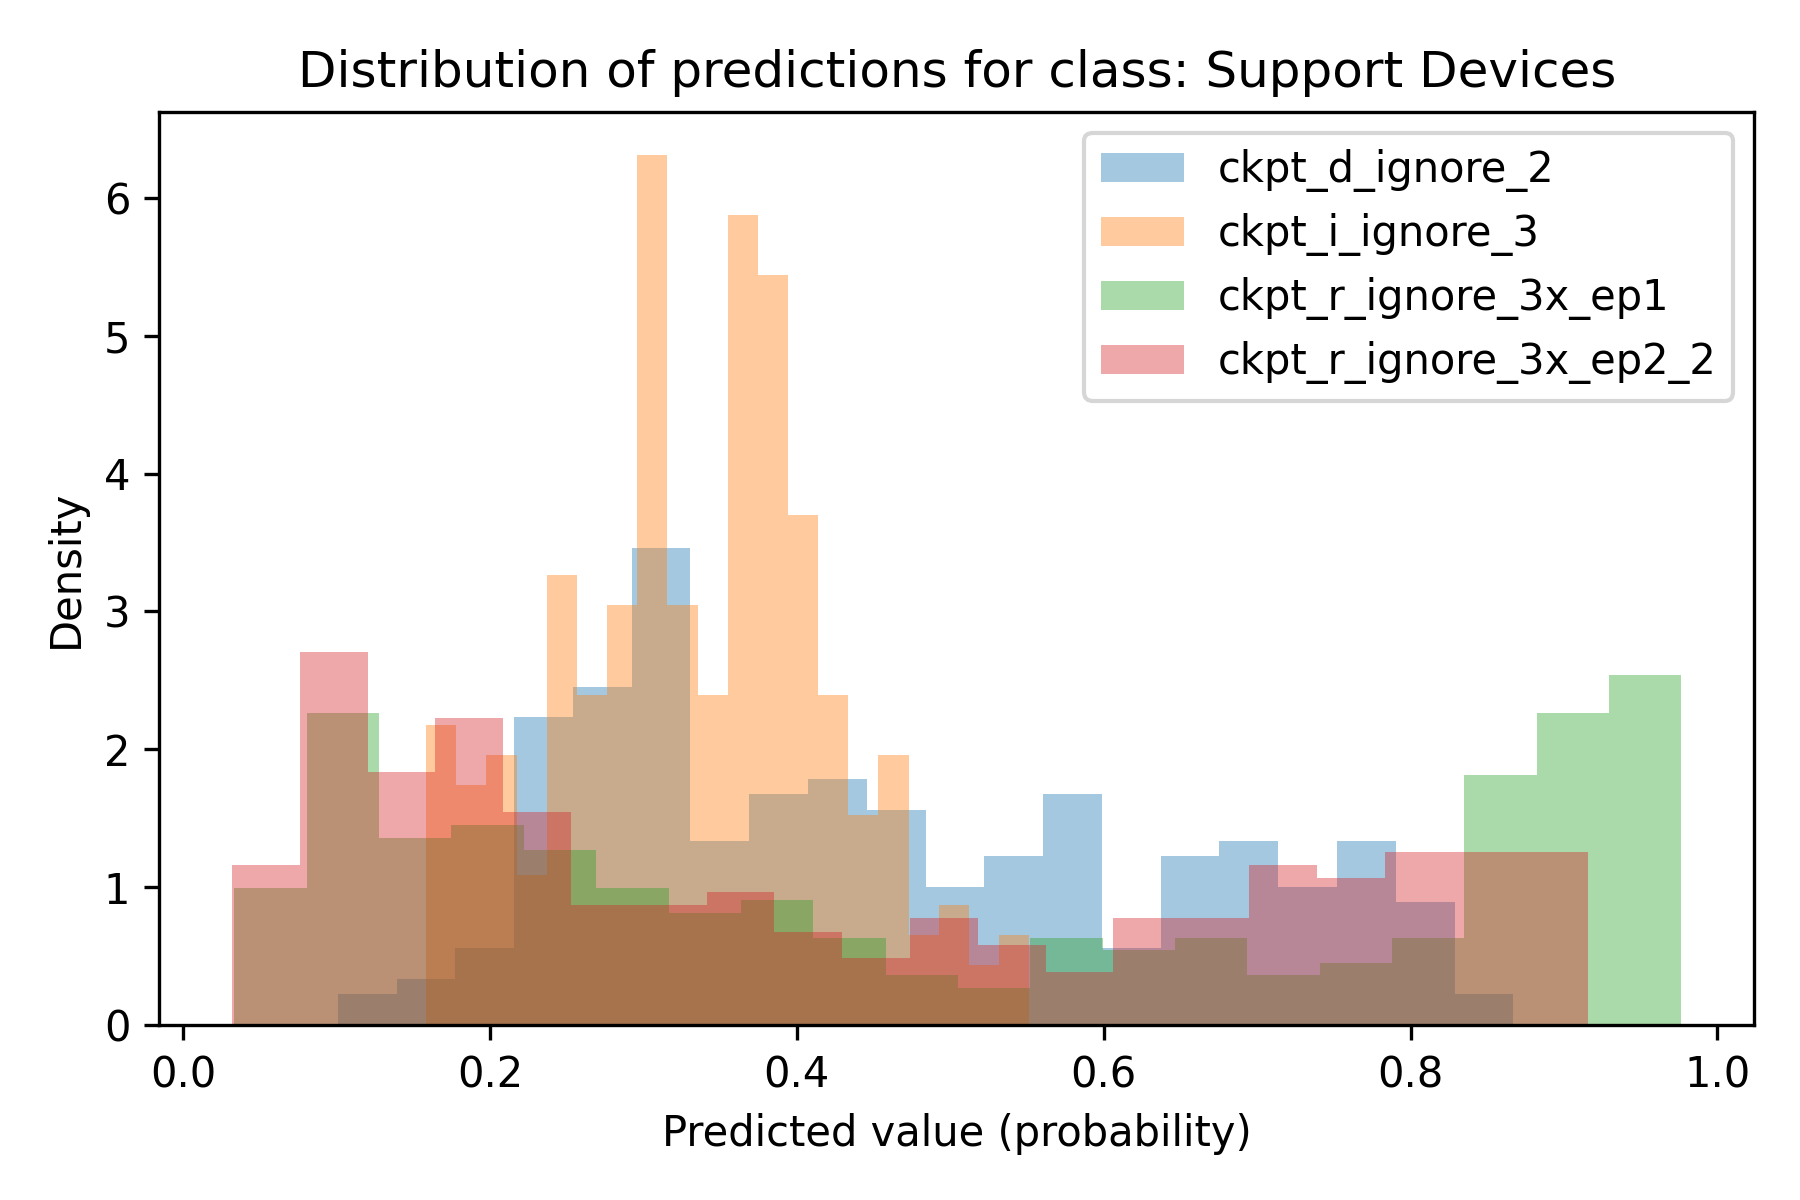 Distribution of predictions for class: Support Devices
ckpt_d_ignore_2
ckpt_i_ignore_3
ckpt_r_ignore_3x_ep1
ckpt_r_ignore_3x_ep2_2
Density
6
5
4
3
2
1
0
0.0 0.2 0.4 0.6 0.8 1.0
Predicted value (probability)